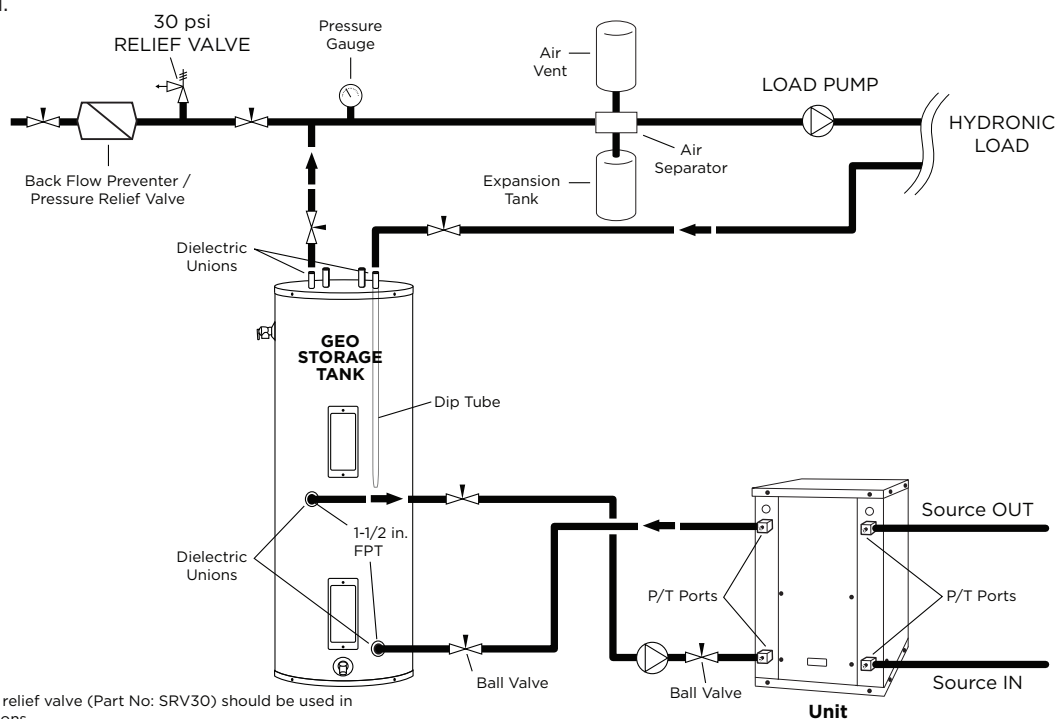 30 psi
RELIEF VALVE
Pressure
Gauge
Air
Vent
LOAD PUMP
HYDRONIC
LOAD
Air
Separator
Expansion
Tank
Back Flow Preventer /
Pressure Relief Valve
Dielectric
Unions
GEO
STORAGE
TANK
Dip Tube
1-1/2 in.
FPT
Dielectric
Unions
Source OUT
P/T Ports
P/T Ports
Ball Valve
Ball Valve
Source IN
Unit
relief valve (Part No: SRV30) should be used in